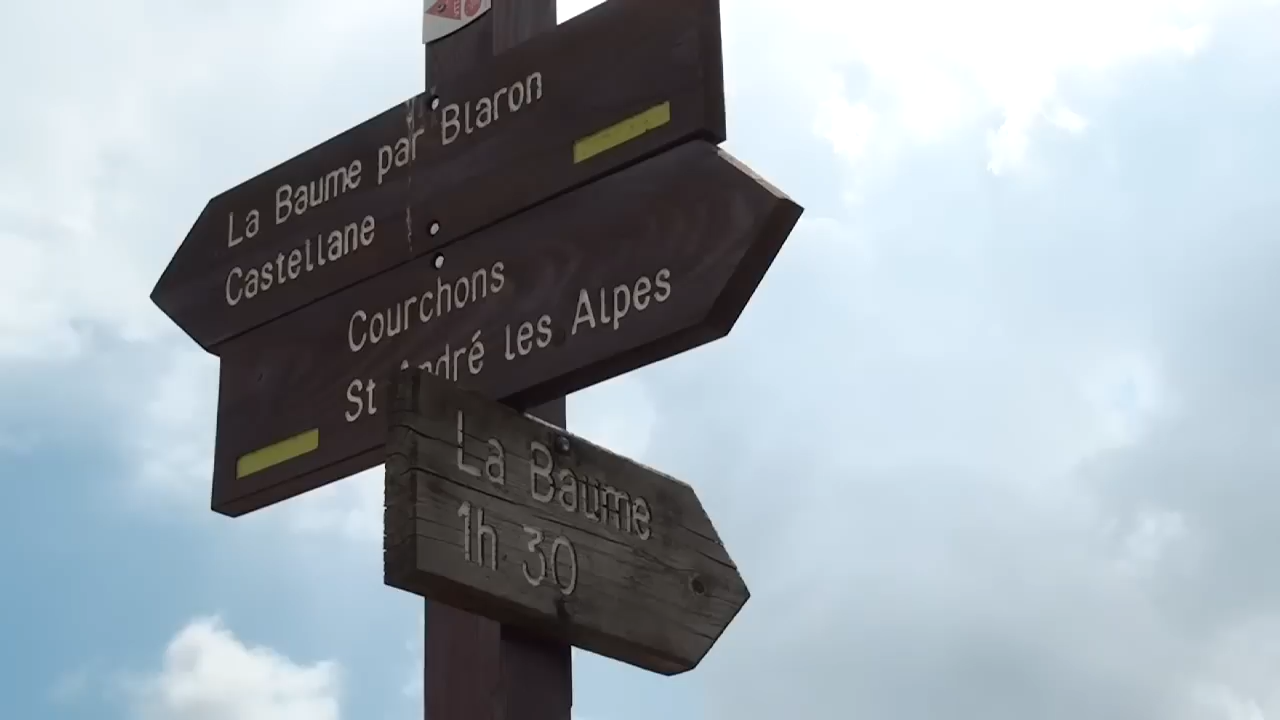 La Baume par Blaron
Castellane
Courchons
St André les Alpes
La Baume
1h 30